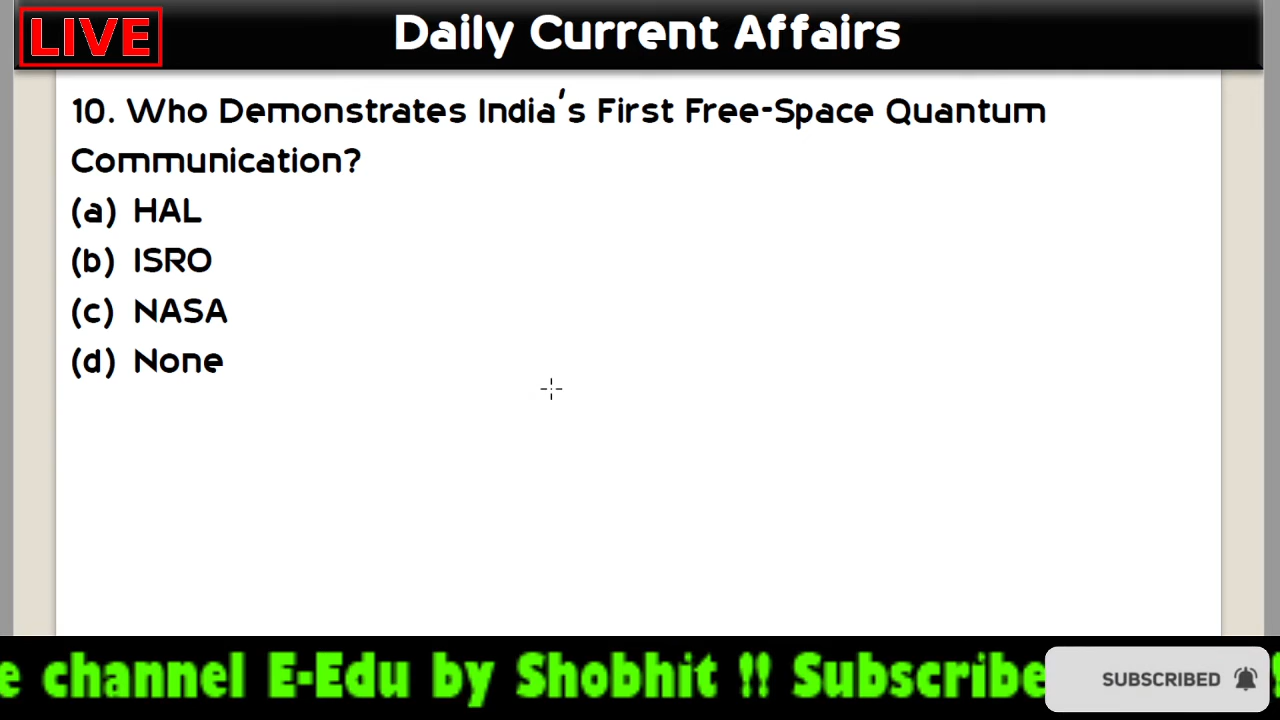 LIVE
Daily Current Affairs
10. Who Demonstrates India's First Free-Space Quantum
Communication?
(a) HAL
(b) ISRO
(c) NASA
(d) None
e channel E-Edu by Shobhit !! Subscribe
SUBSCRIBED